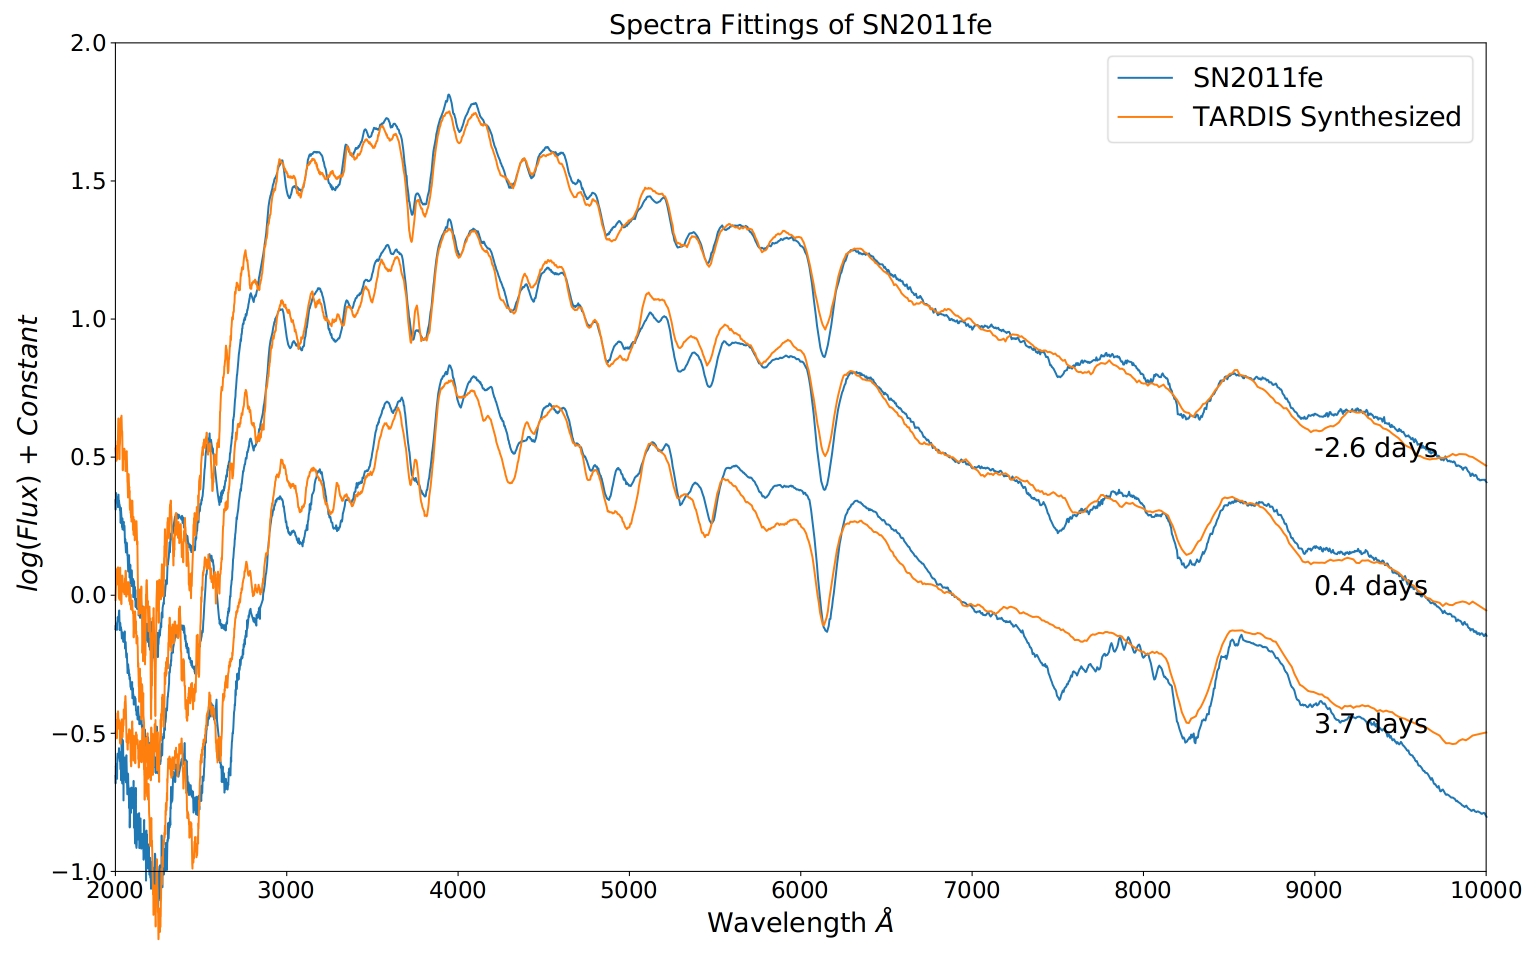 Spectra Fittings of SN2011fe
SN2011fe
TARDIS Synthesized
2.0
1.5
1.0
0.5
0.0
−0.5
−1.0
log(Flux) + Constant
-2.6 days
0.4 days
3.7 days
2000 3000 4000 5000 6000 7000 8000 9000 10000
Wavelength Å